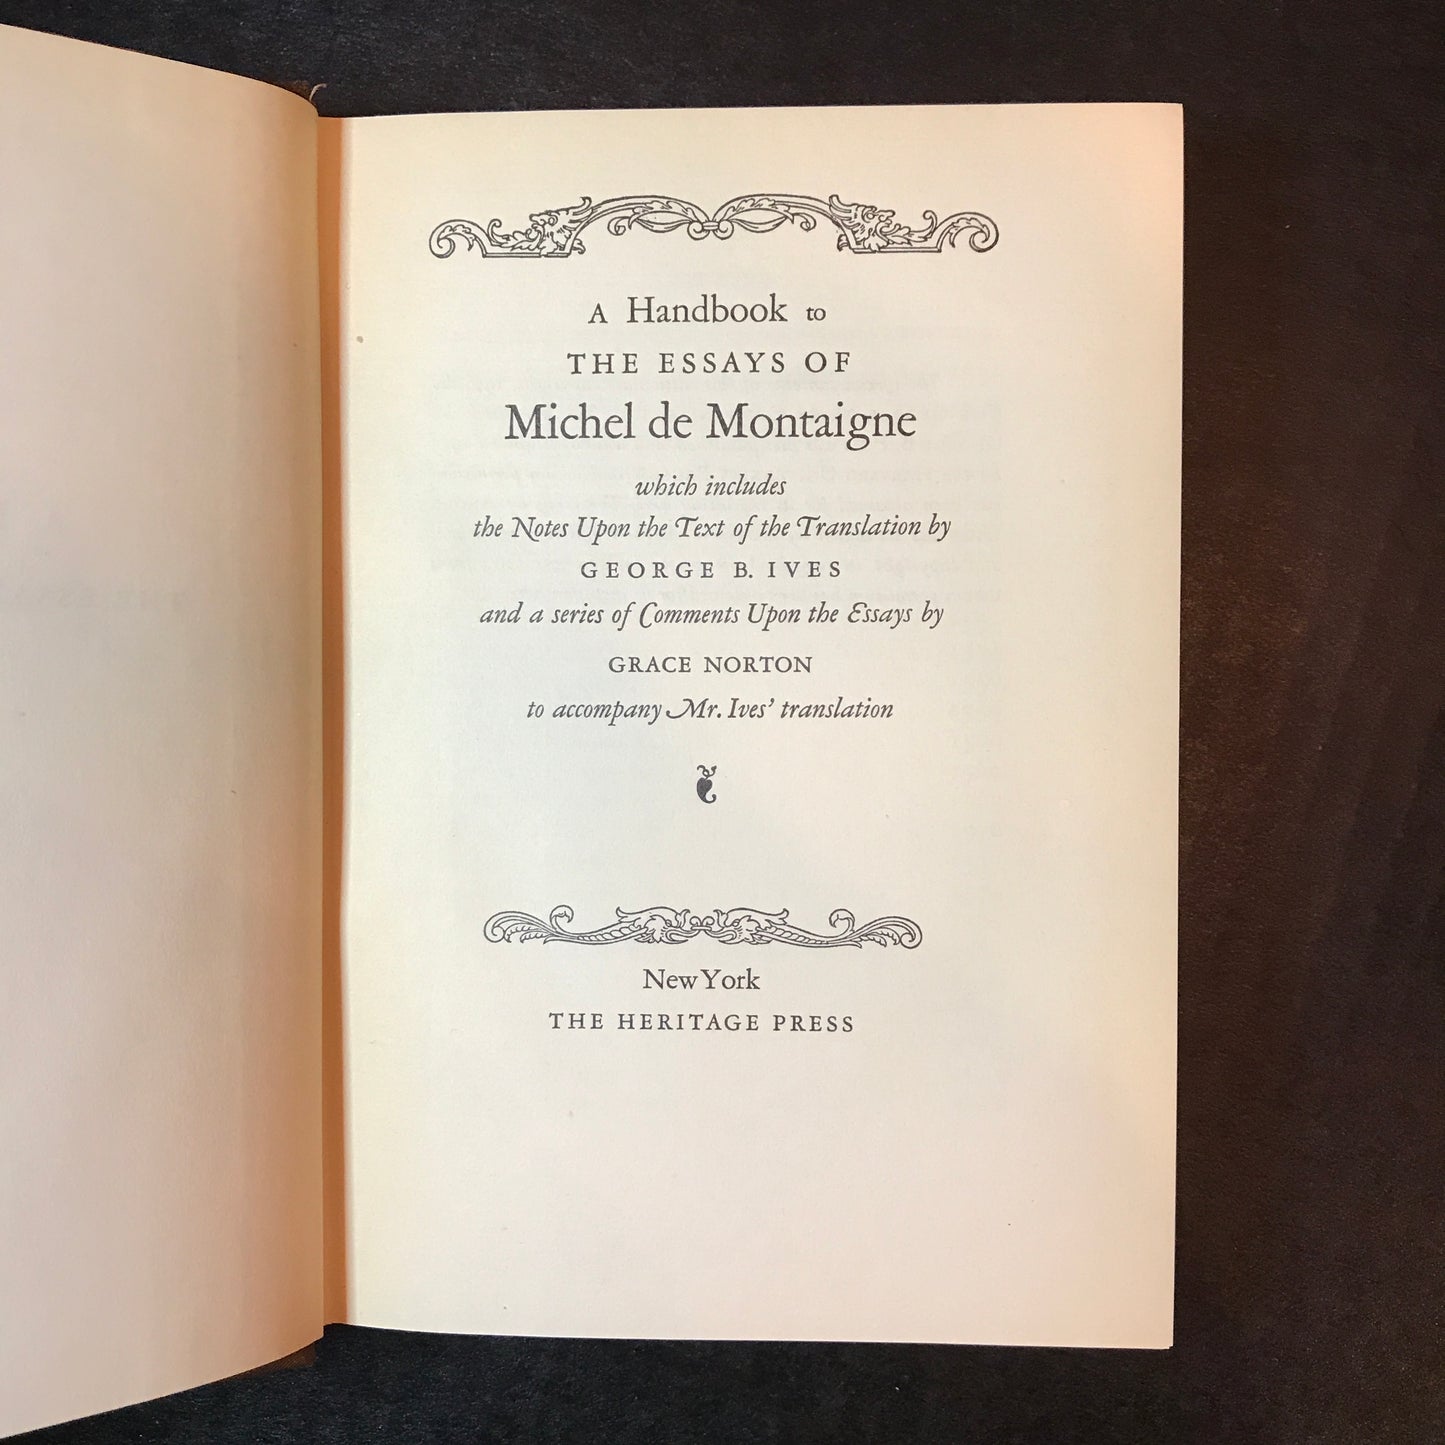 A Handbook to
THE ESSAYS OF
Michel de Montaigne
which includes
the Notes Upon the Text of the Translation by
GEORGE B. IVES
and a series of Comments Upon the Essays by
GRACE NORTON
to accompany Mr. Ives' translation
New York
THE HERITAGE PRESS